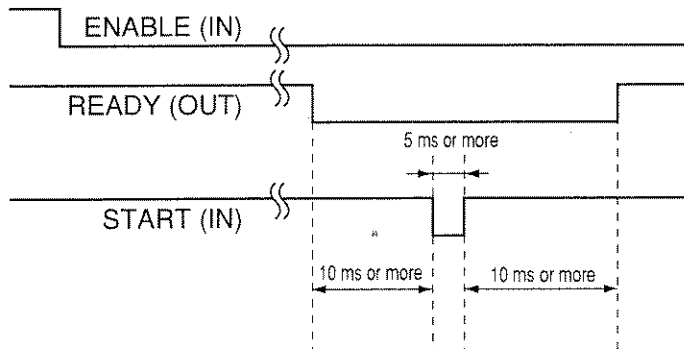 ENABLE (IN)
READY (OUT)
5 ms or more
START (IN)
10 ms or more
10 ms or more